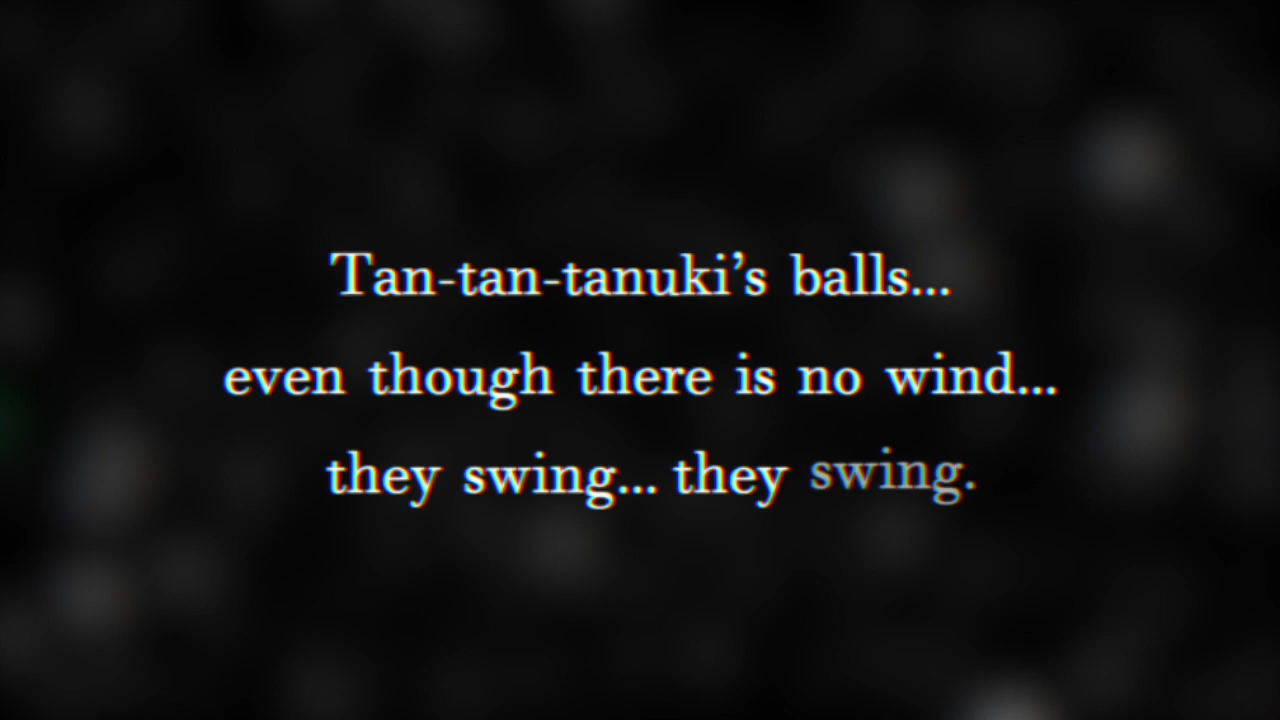 Tan-tan-tanuki’s balls...
even though there is no wind...
they swing... they swing.